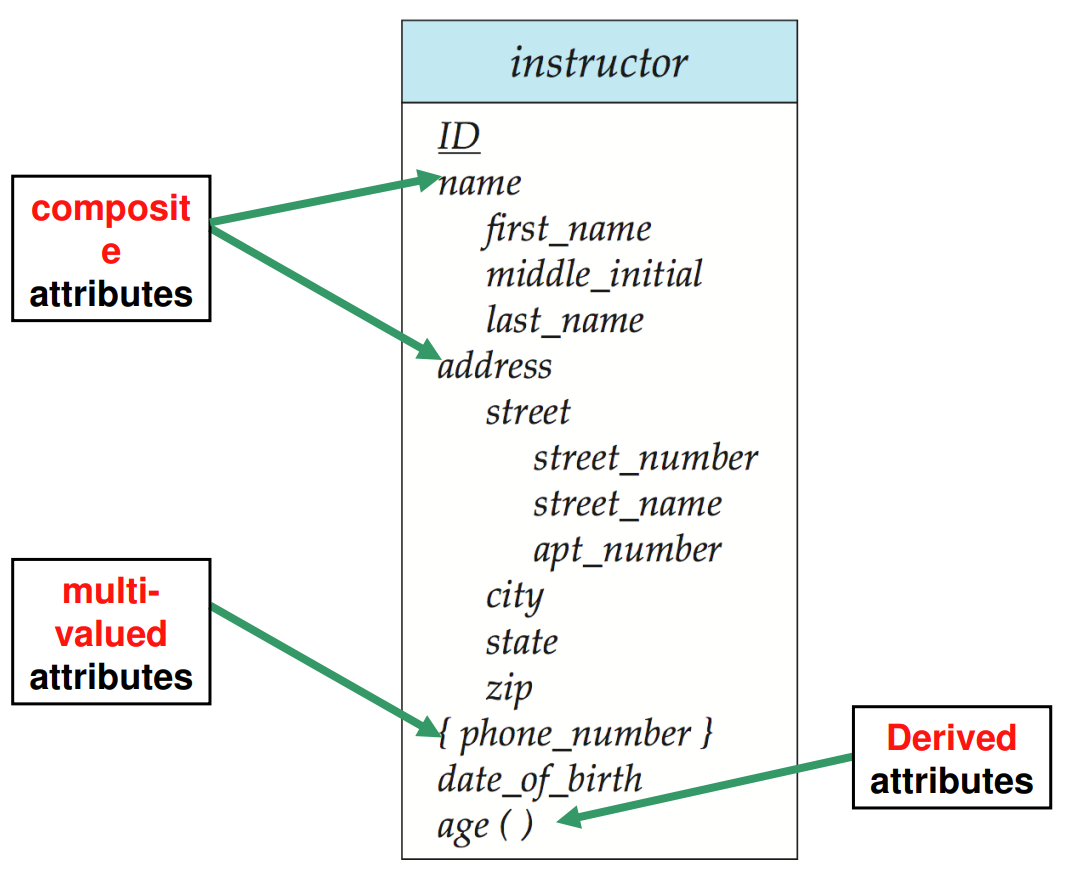 instructor
ID
name
first_name
middle_initial
last_name
address
street
street_number
street_name
apt_number
city
state
zip
{ phone_number }
date_of_birth
age ( )
composit
e
attributes
multi-
valued
attributes
Derived
attributes